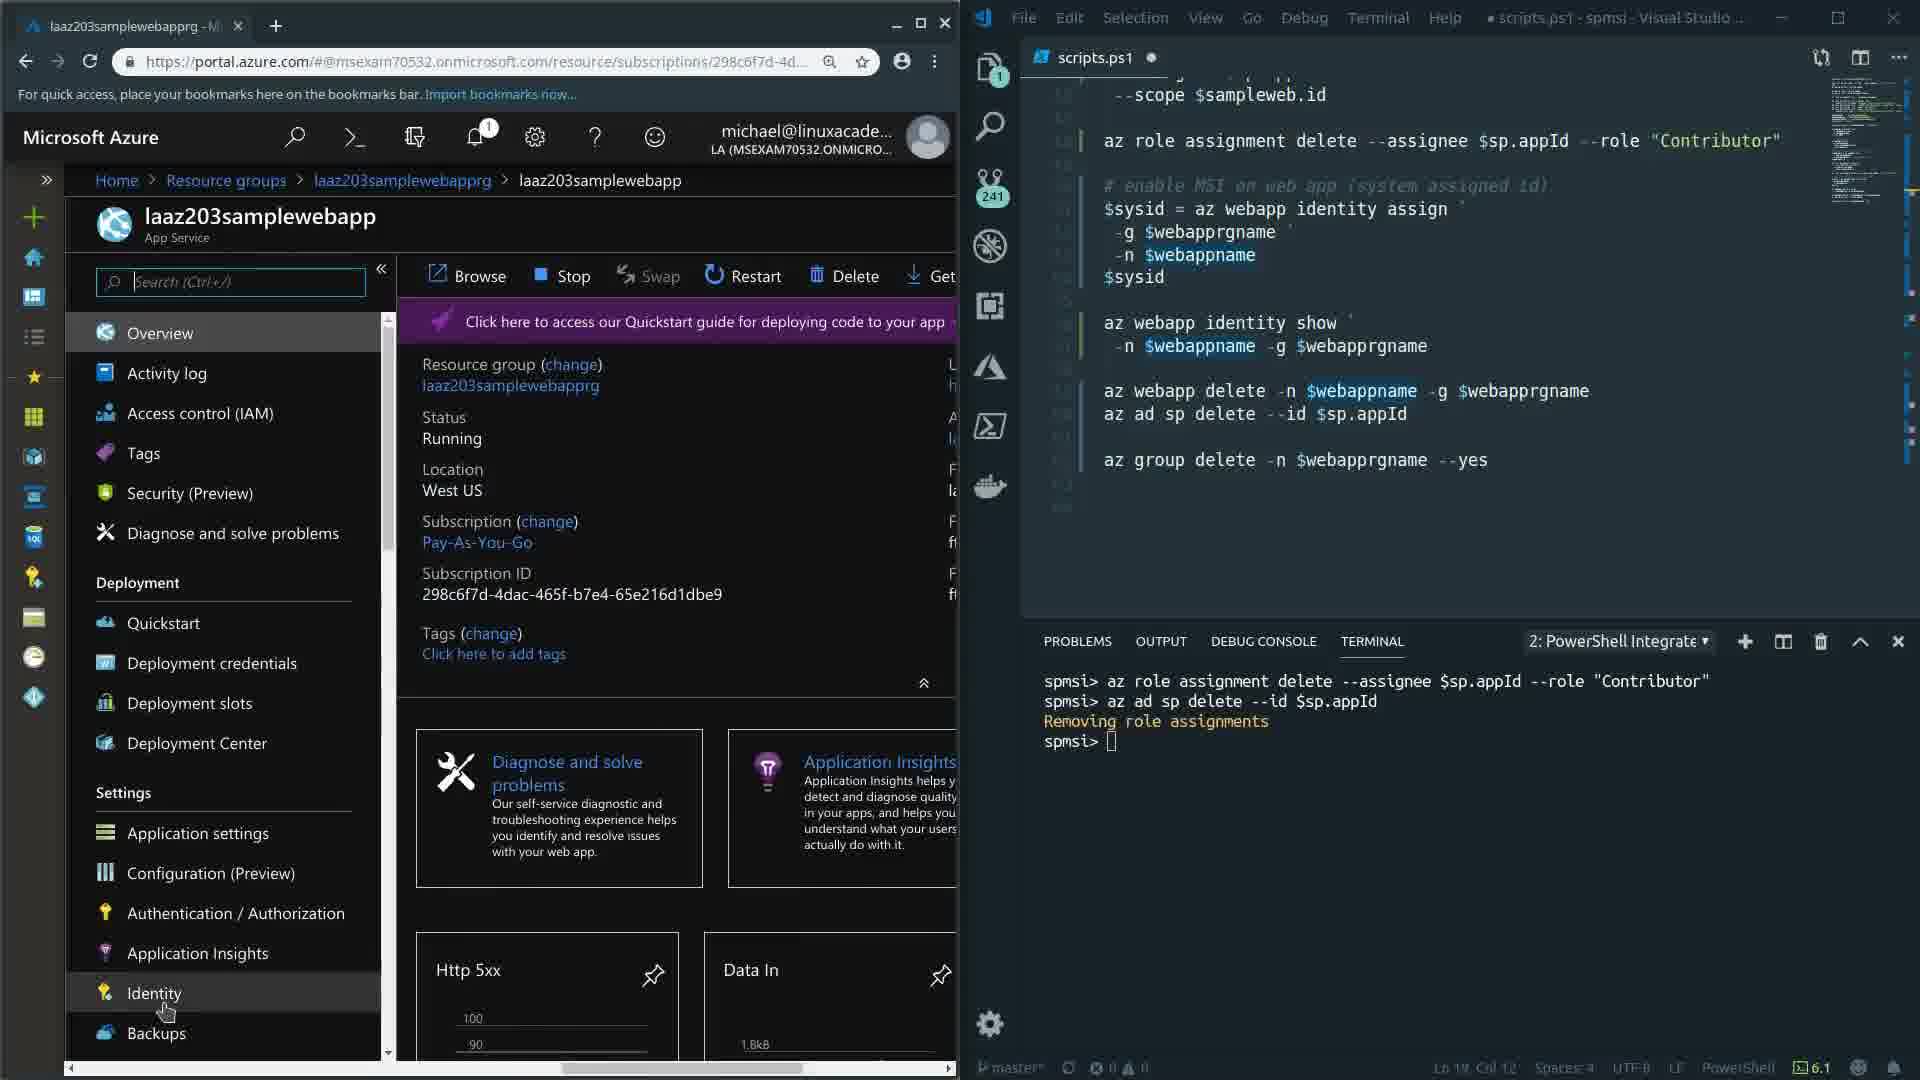 laaz203samplewebapprg - M
https://portal.azure.com/#@msexam70532.onmicrosoft.com/resource/subscriptions/298c6f7d-4d...
For quick access, place your bookmarks here on the bookmarks bar. Import bookmarks now...
Microsoft Azure
1
michael@linuxacade...
LA (MSEXAM70532.ONMICRO...
Home > Resource groups > laaz203samplewebapprg > laaz203samplewebapp
laaz203samplewebapp
App Service
Search (Ctrl+/)
Overview
Activity log
Access control (IAM)
Tags
Security (Preview)
Diagnose and solve problems
Deployment
Quickstart
Deployment credentials
Deployment slots
Deployment Center
Settings
Application settings
Configuration (Preview)
Authentication / Authorization
Application Insights
Identity
Backups
Browse Stop Swap Restart Delete Get
Click here to access our Quickstart guide for deploying code to your app
Resource group (change)
laaz203samplewebapprg
Status
Running
Location
West US
Subscription (change)
Pay-As-You-Go
Subscription ID
298c6f7d-4dac-465f-b7e4-65e216d1dbe9
Tags (change)
Click here to add tags
Diagnose and solve
problems
Our self-service diagnostic and
troubleshooting experience helps
you identify and resolve issues
with your web app.
Application Insights
Application Insights helps y
detect and diagnose quality
in your apps, and helps you
understand what your users
actually do with it.
Http 5xx
100
90
Data In
1.8kB
File Edit Selection View Go Debug Terminal Help
● scripts.ps1 - spmsi - Visual Studio ...
1
241
scripts.ps1
--scope $sampleweb.id
az role assignment delete --assignee $sp.appId --role "Contributor"
# enable MSI on web app (system assigned id)
$sysid = az webapp identity assign `
-g $webapprgname `
-n $webappname
$sysid
az webapp identity show `
-n $webappname -g $webapprgname
az webapp delete -n $webappname -g $webapprgname
az ad sp delete --id $sp.appId
az group delete -n $webapprgname --yes
PROBLEMS OUTPUT DEBUG CONSOLE TERMINAL
2: PowerShell Integrate
spmsi> az role assignment delete --assignee $sp.appId --role "Contributor"
spmsi> az ad sp delete --id $sp.appId
Removing role assignments
spmsi>
master* 0 0
Ln 19, Col 12 Spaces: 4 UTF-8 LF PowerShell 6.1